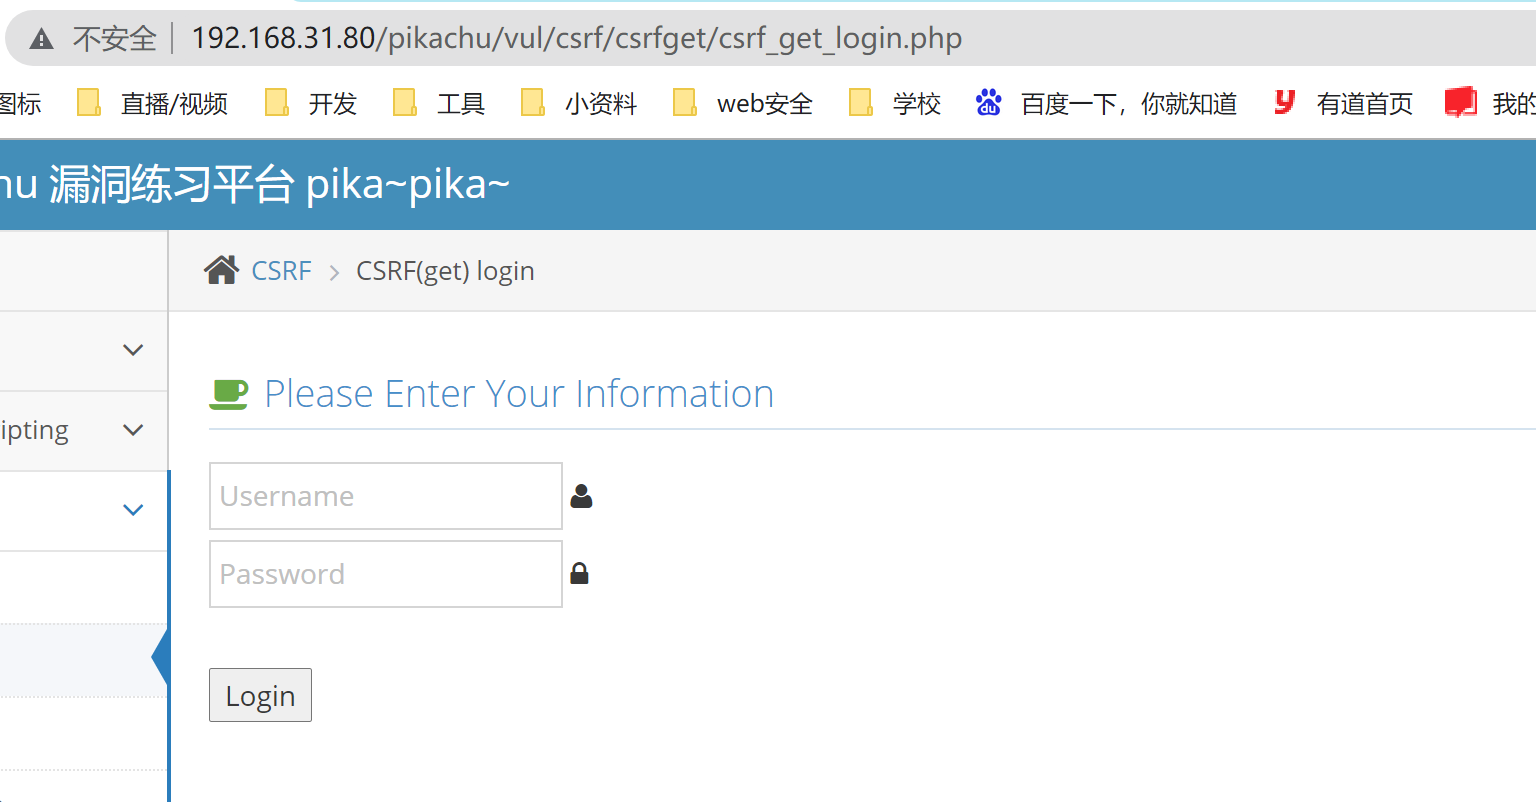 不安全 | 192.168.31.80/pikachu/vul/csrf/csrfget/csrf_get_login.php
图标 直播/视频 开发 工具 小资料 web安全 学校 百度一下，你就知道 有道首页 我的
hu 漏洞练习平台 pika~pika~
CSRF > CSRF(get) login
ipting
Please Enter Your Information
Username
Password
Login